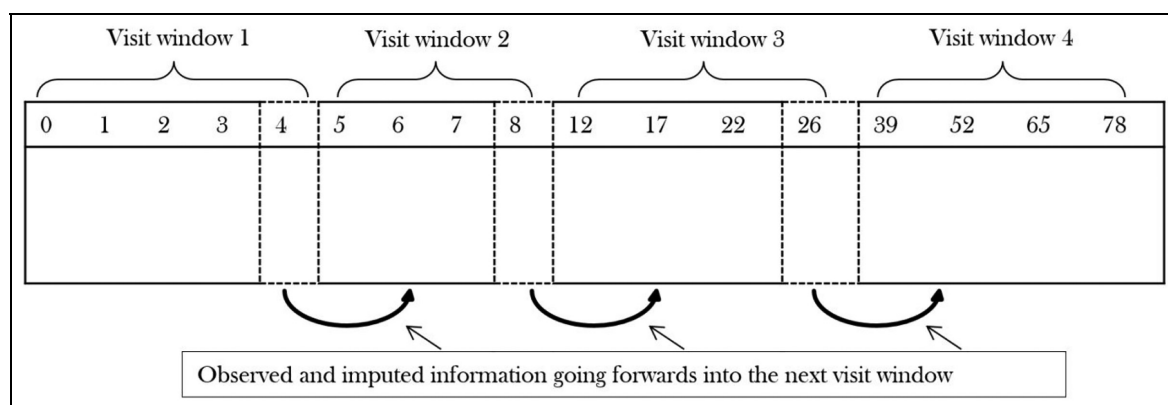 Visit window 1 Visit window 2 Visit window 3 Visit window 4
0 1 2 3 4 5 6 7 8 12 17 22 26 39 52 65 78
Observed and imputed information going forwards into the next visit window